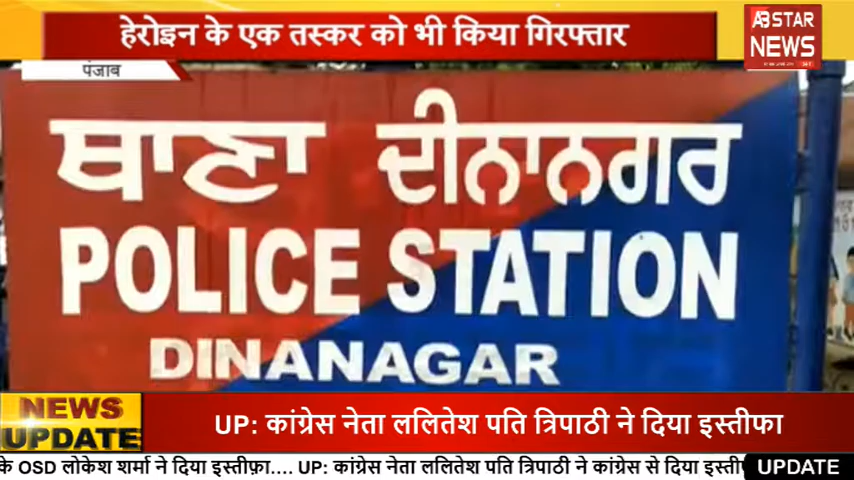 हेरोइन के एक तस्कर को भी किया गिरफ्तार
AB STAR
NEWS
पंजाब
ਥਾਣਾ ਦੀਨਾਨਗਰ
POLICE STATION
DINANAGAR
NEWS
UPDATE
UP: कांग्रेस नेता ललितेश पति त्रिपाठी ने दिया इस्तीफा
के OSD लोकेश शर्मा ने दिया इस्तीफ़ा.... UP: कांग्रेस नेता ललितेश पति त्रिपाठी ने कांग्रेस से दिया
UPDATE